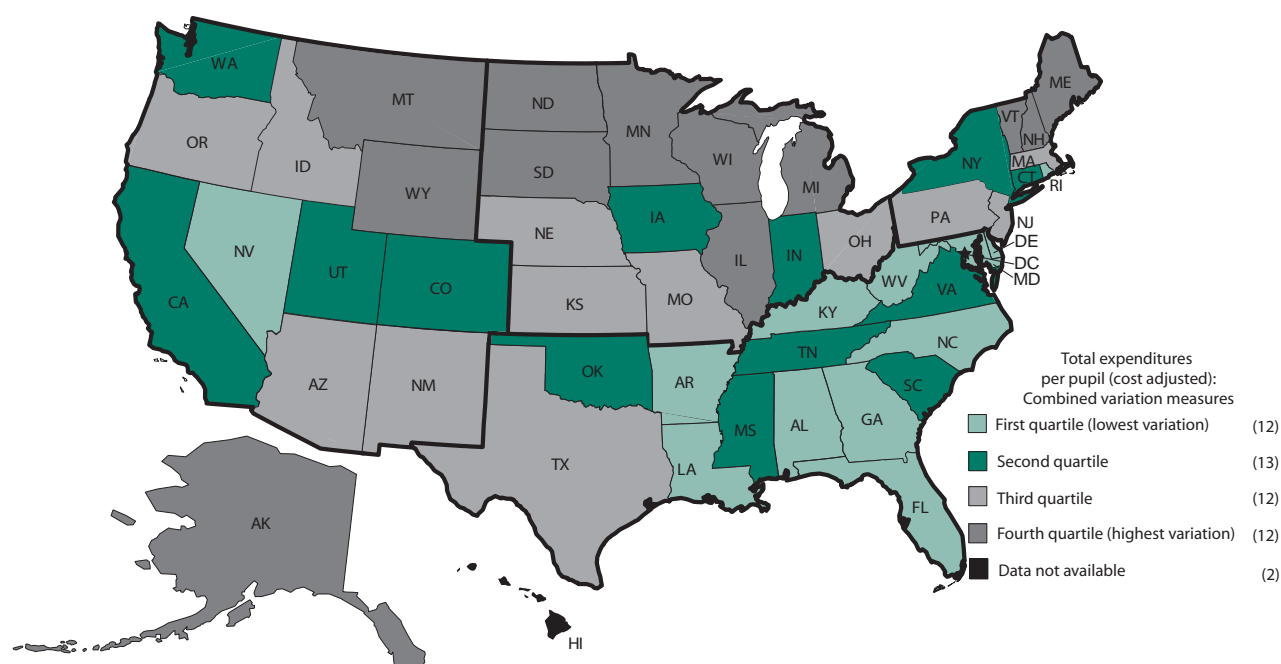 WA
MT
ND
MN
ME
VT
NH
OR
ID
WY
SD
WI
MI
NY
MA
CT
RI
NV
UT
CO
NE
IA
IL
IN
OH
PA
NJ
DE
DC
MD
CA
KS
MO
KY
WV
VA
AZ
NM
OK
AR
TN
NC
SC
TX
LA
MS
AL
GA
FL
AK
HI
Total expenditures
per pupil (cost adjusted):
Combined variation measures
First quartile (lowest variation) (12)
Second quartile (13)
Third quartile (12)
Fourth quartile (highest variation) (12)
Data not available (2)